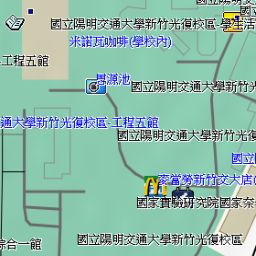 國立陽明交通大學新竹光復校區-學生活
米諾瓦咖啡(學校內)
工程五館
思源池
國立陽明交通大學新竹光
通大學新竹光復校區-工程五館
國立陽明交通大學新竹光復
國立陽
麥當勞新竹交大店(
國家實驗研究院國家奈
國立陽明交通大學新竹光復校區
綜合一館